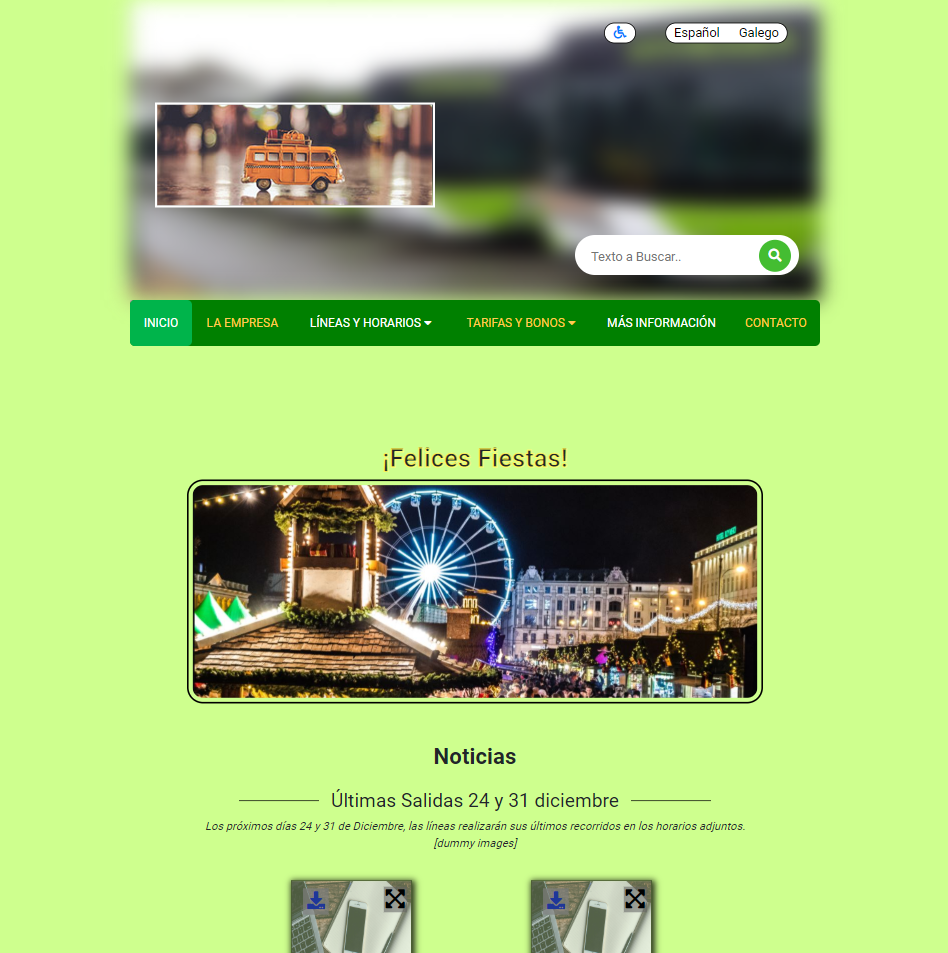 Español Galego
Texto a Buscar..
INICIO LA EMPRESA LÍNEAS Y HORARIOS TARIFAS Y BONOS MÁS INFORMACIÓN CONTACTO
¡Felices Fiestas!
Noticias
Últimas Salidas 24 y 31 diciembre
Los próximos días 24 y 31 de Diciembre, las líneas realizarán sus últimos recorridos en los horarios adjuntos.
[dummy images]